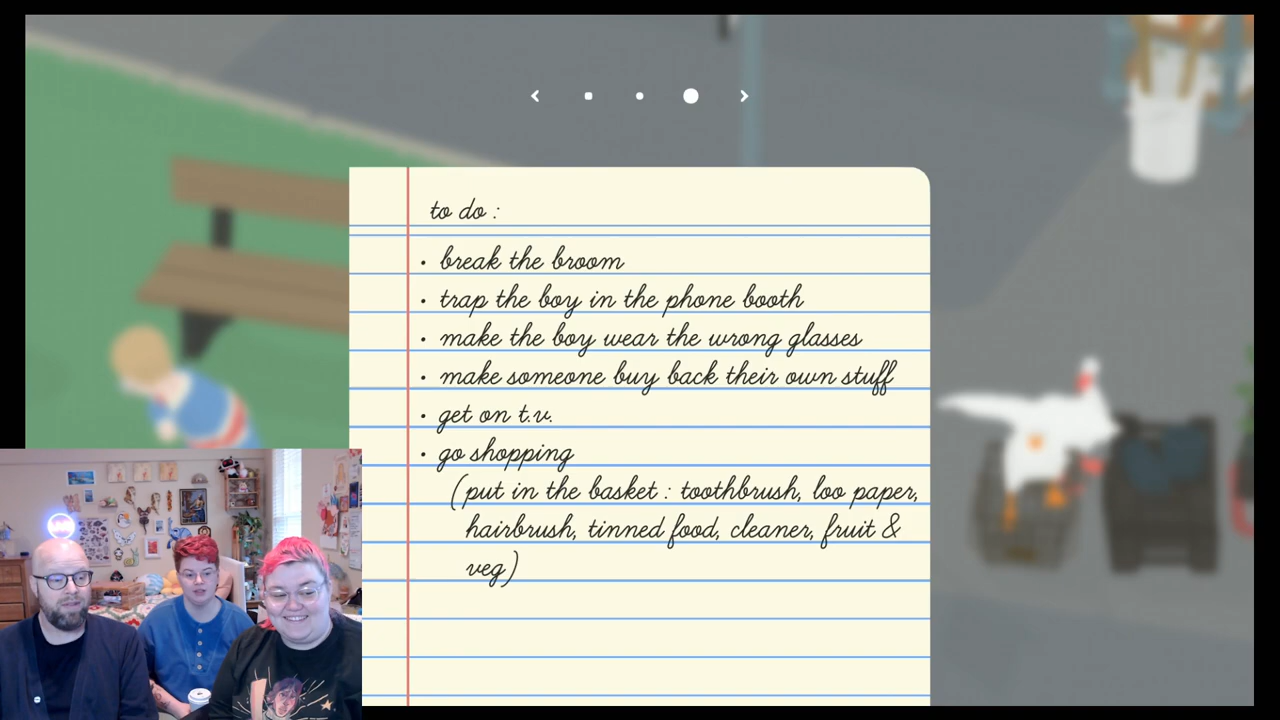 to do :
• break the broom
• trap the boy in the phone booth
• make the boy wear the wrong glasses
• make someone buy back their own stuff
• get on t.v.
• go shopping
(put in the basket : toothbrush, loo paper,
hairbrush, tinned food, cleaner, fruit &
veg)